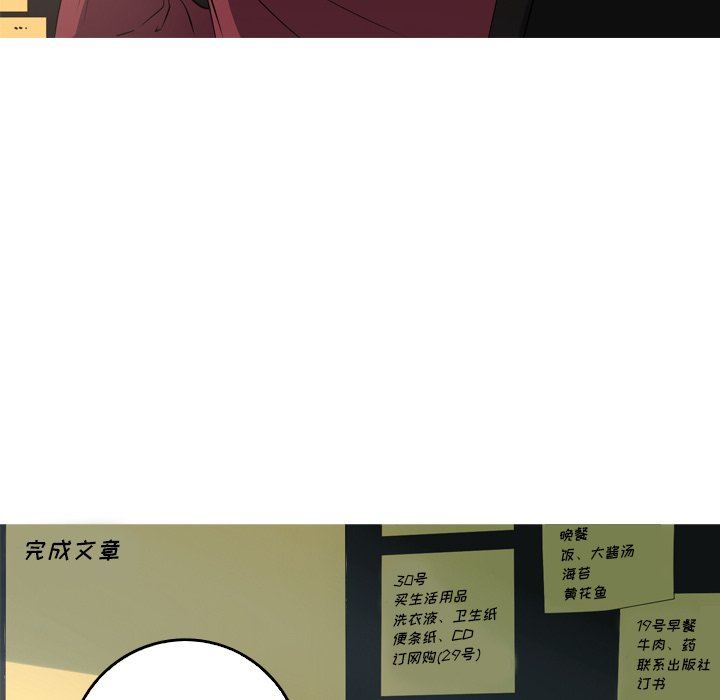 完成文章
30号
买生活用品
洗衣液、卫生纸
便条纸、CD
订网购(29号)
晚餐
饭、大酱汤
海苔
黄花鱼
19号早餐
牛肉、药
联系出版社
订书